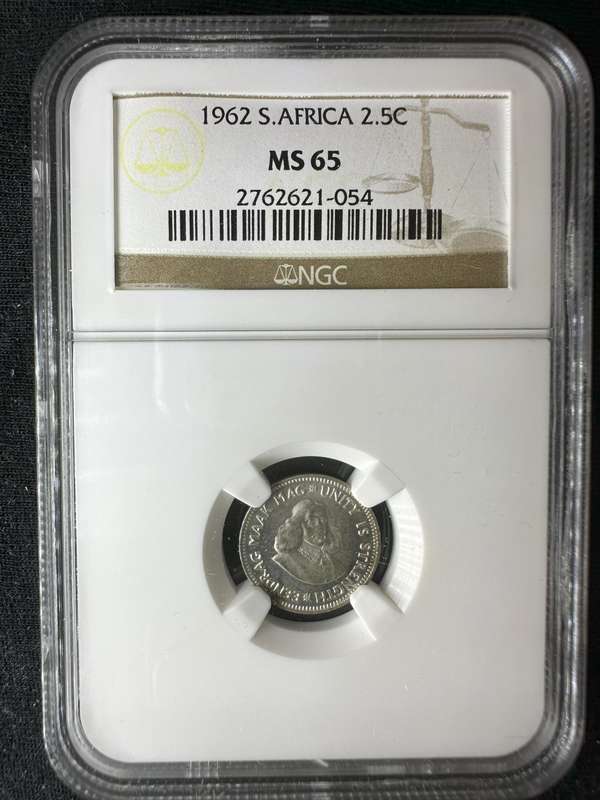 1962 S.AFRICA 2.5C
MS 65
2762621-054
NGC
EENDRAG MAAK MAG * UNITY IS STRENGTH *